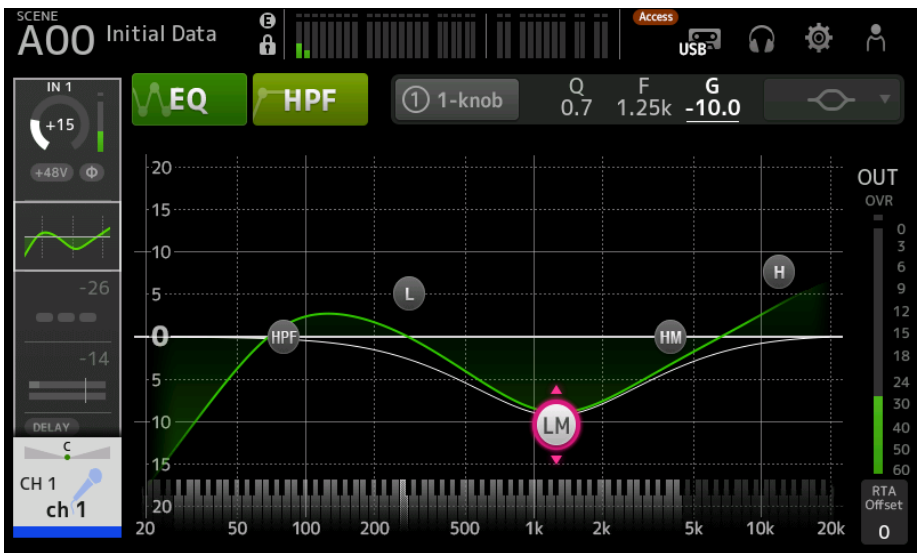 SCENE
A00 Initial Data
E
Access
USB
IN 1
+15
+48V Φ
-26
-14
DELAY
C
CH 1
ch 1
EQ
HPF
1 1-knob
Q F G
0.7 1.25k -10.0
20
15
10
5
0
5
10
15
20
HPF
L
LM
HM
H
20 50 100 200 500 1k 2k 5k 10k 20k
OUT
OVR
0
3
6
9
12
15
18
24
30
40
50
60
RTA
Offset
0